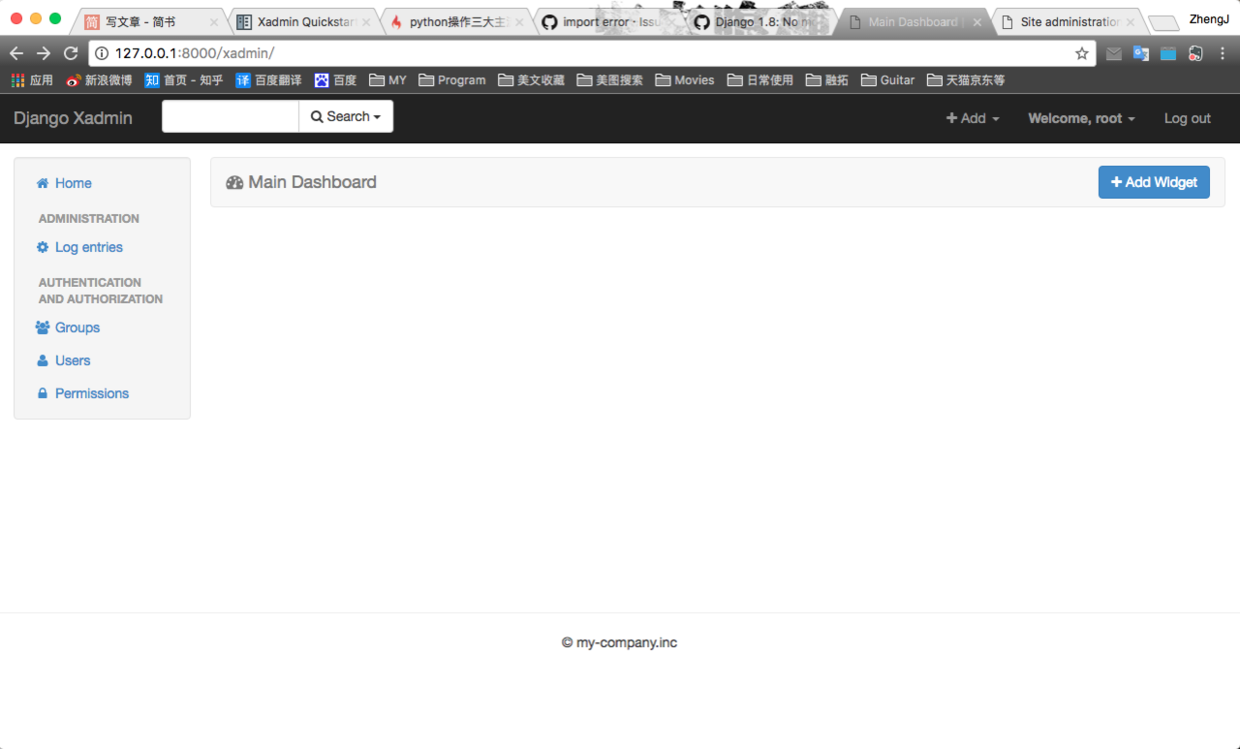 写文章 - 简书
Xadmin Quickstar
python操作三大主
import error · Issu
Django 1.8: No
Main Dashboard
Site administration
ZhengJ
127.0.0.1:8000/xadmin/
应用 新浪微博 知 首页 - 知乎 译 百度翻译 百度 MY Program 美文收藏 美图搜索 Movies 日常使用 融拓 Guitar 天猫京东等
Django Xadmin
Search
Add
Welcome, root
Log out
Home
ADMINISTRATION
Log entries
AUTHENTICATION
AND AUTHORIZATION
Groups
Users
Permissions
Main Dashboard
Add Widget
© my-company.inc